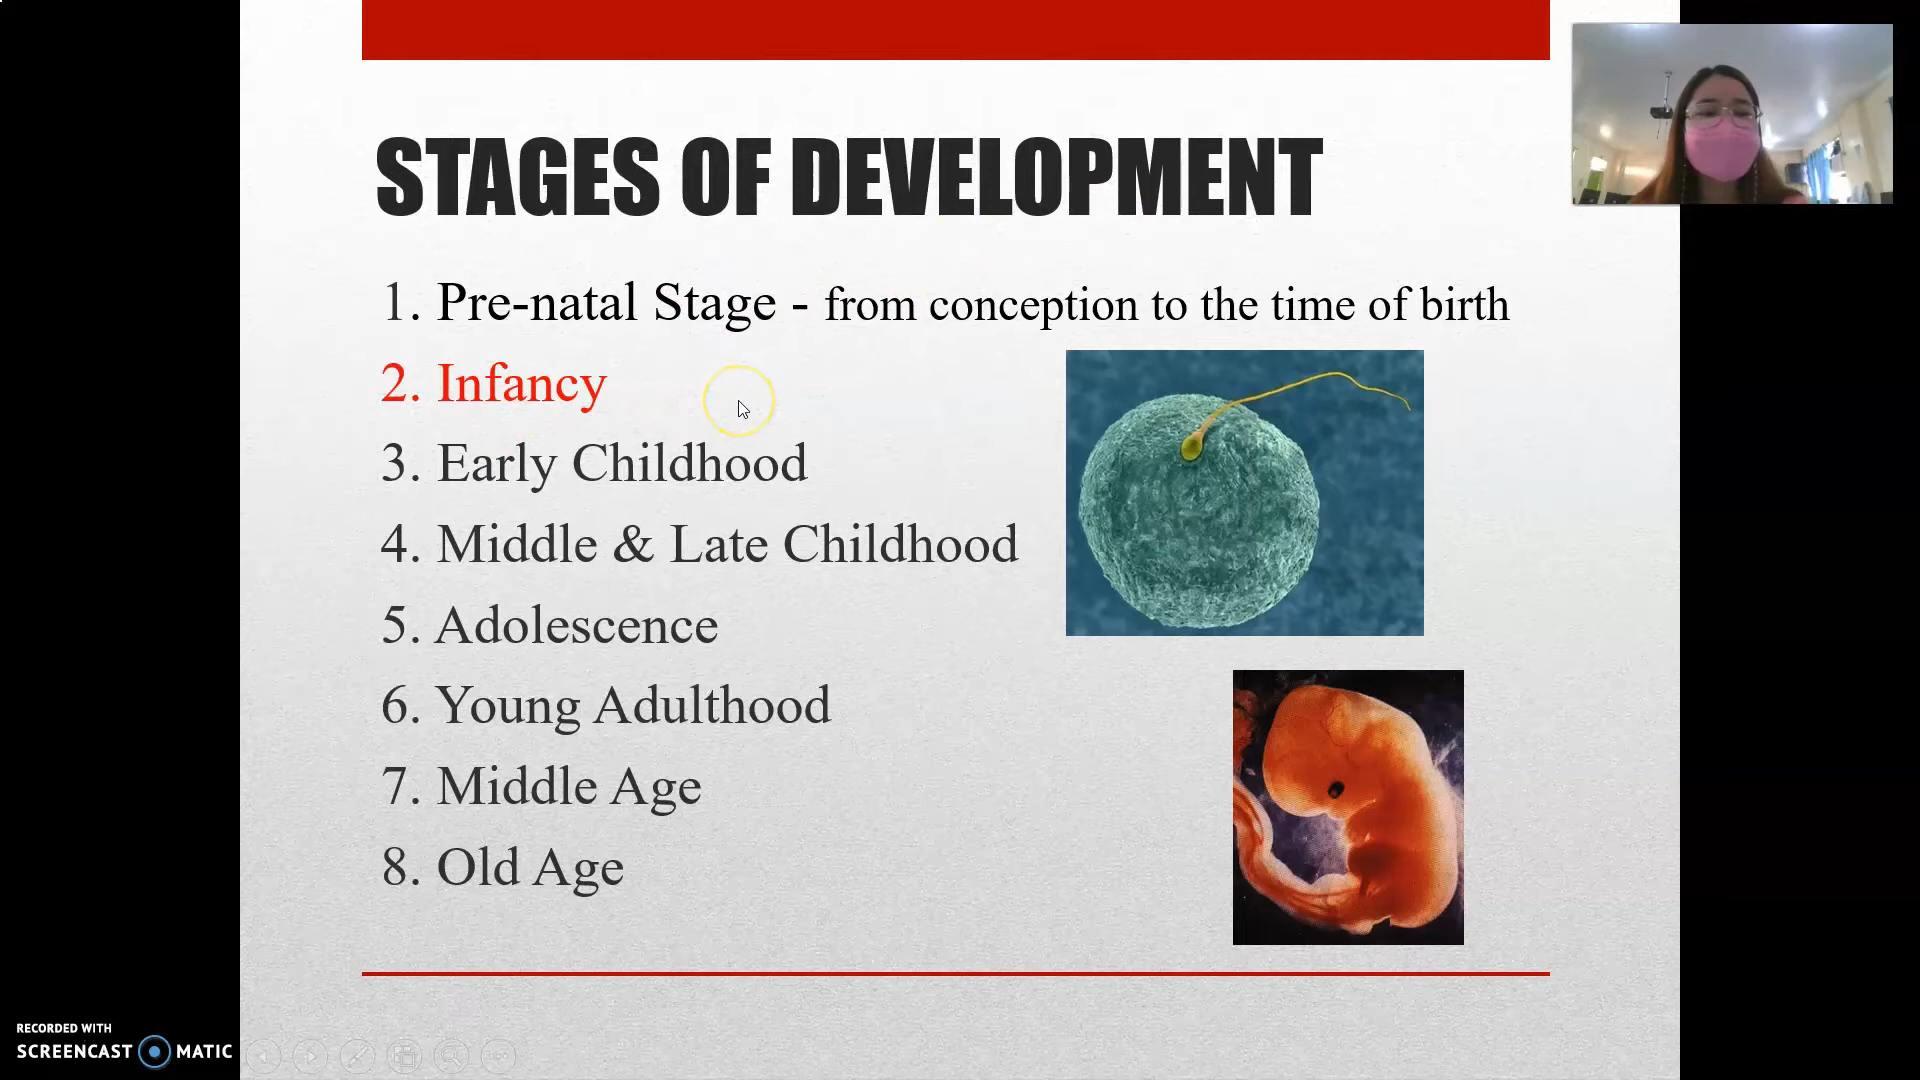 STAGES OF DEVELOPMENT
1. Pre-natal Stage - from conception to the time of birth
2. Infancy
3. Early Childhood
4. Middle & Late Childhood
5. Adolescence
6. Young Adulthood
7. Middle Age
8. Old Age
RECORDED WITH
SCREENCAST MATIC